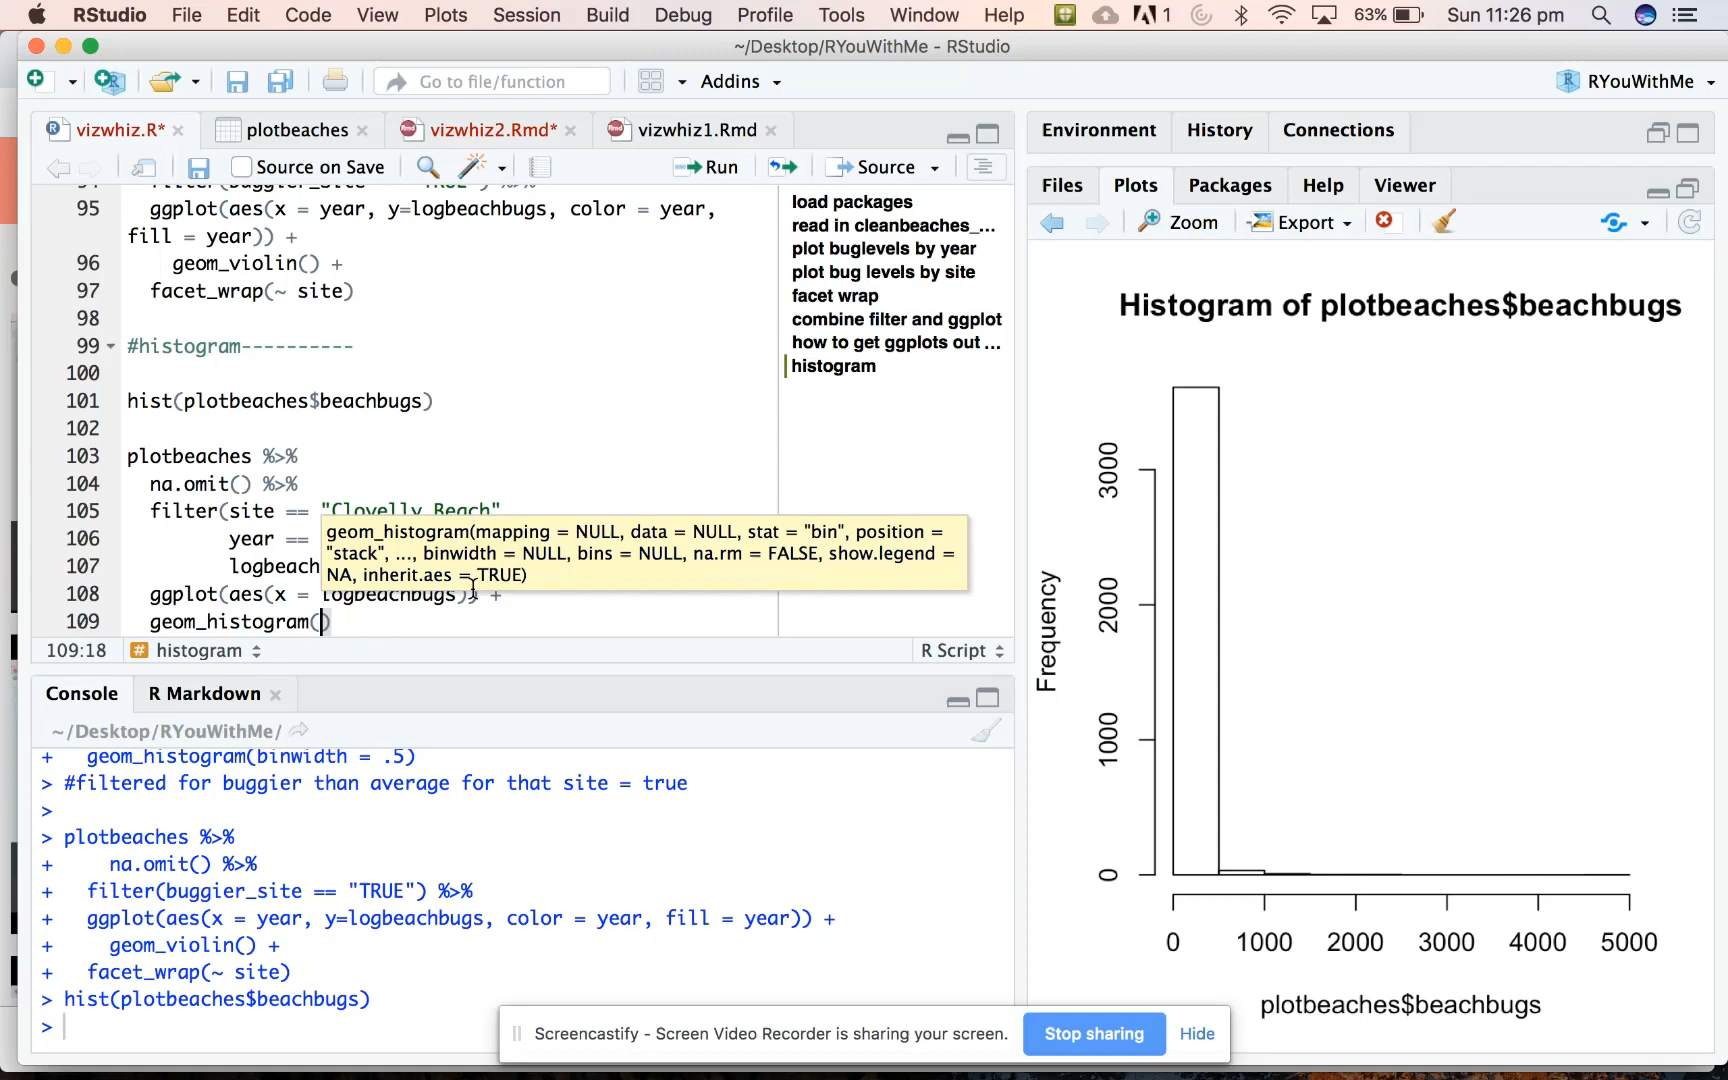 RStudio File Edit Code View Plots Session Build Debug Profile Tools Window Help 1 63% Sun 11:26 pm
~/Desktop/RYouWithMe - RStudio
Go to file/function Addins RYouWithMe
vizwhiz.R* plotbeaches vizwhiz2.Rmd* vizwhiz1.Rmd
Source on Save Run Source
95 ggplot(aes(x = year, y=logbeachbugs, color = year,
fill = year)) +
96 geom_violin() +
97 facet_wrap(~ site)
98
99 #histogram----------
100
101 hist(plotbeaches$beachbugs)
102
103 plotbeaches %>%
104 na.omit() %>%
105 filter(site == "Clovelly Beach"
106 year ==
107 logbeach
108 ggplot(aes(x = logbeachbugs)) +
109 geom_histogram()
geom_histogram(mapping = NULL, data = NULL, stat = "bin", position =
"stack", ..., binwidth = NULL, bins = NULL, na.rm = FALSE, show.legend =
NA, inherit.aes = TRUE)
load packages
read in cleanbeaches_...
plot buglevels by year
plot bug levels by site
facet wrap
combine filter and ggplot
how to get ggplots out ...
histogram
109:18 # histogram R Script
Console R Markdown
~/Desktop/RYouWithMe/
+ geom_histogram(binwidth = .5)
> #filtered for buggier than average for that site = true
>
> plotbeaches %>%
+ na.omit() %>%
+ filter(buggier_site == "TRUE") %>%
+ ggplot(aes(x = year, y=logbeachbugs, color = year, fill = year)) +
+ geom_violin() +
+ facet_wrap(~ site)
> hist(plotbeaches$beachbugs)
>
Environment History Connections
Files Plots Packages Help Viewer
Zoom Export
Histogram of plotbeaches$beachbugs
Frequency
3000
2000
1000
0
0 1000 2000 3000 4000 5000
plotbeaches$beachbugs
Screencastify - Screen Video Recorder is sharing your screen. Stop sharing Hide